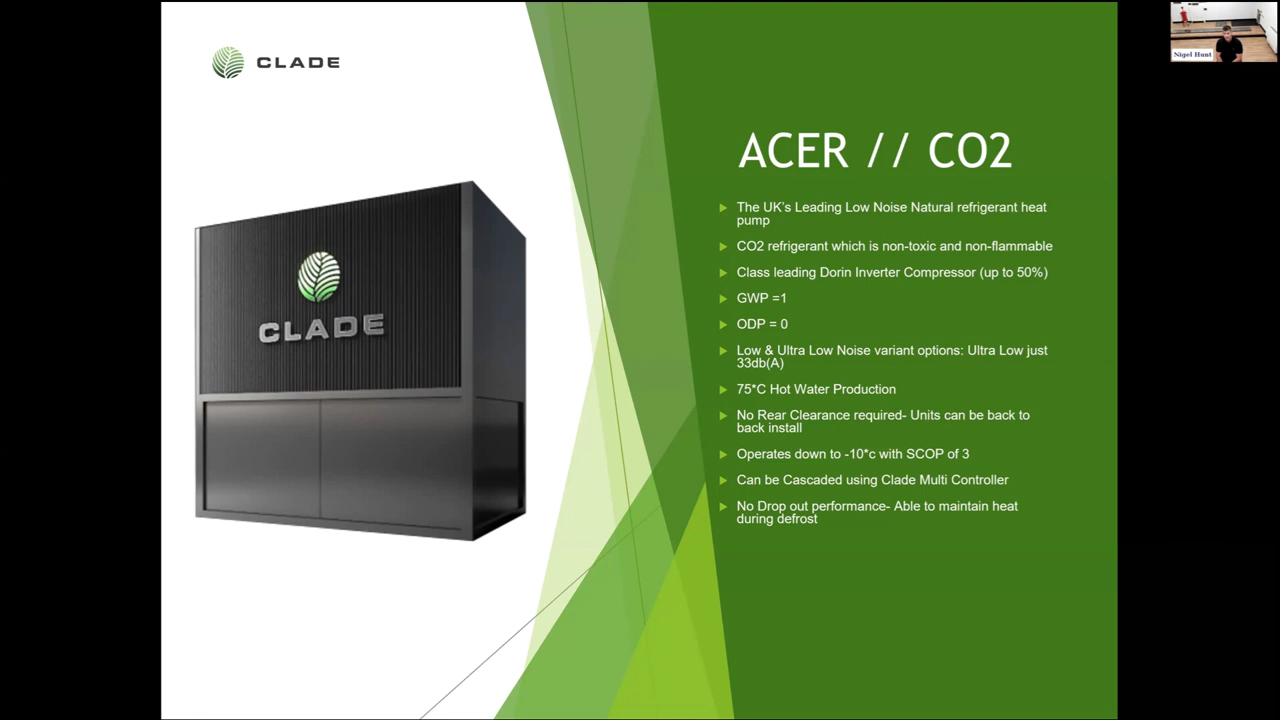 CLADE
CLADE
ACER // CO2
The UK's Leading Low Noise Natural refrigerant heat
pump
CO2 refrigerant which is non-toxic and non-flammable
Class leading Dorin Inverter Compressor (up to 50%)
GWP =1
ODP = 0
Low & Ultra Low Noise variant options: Ultra Low just
33db(A)
75*C Hot Water Production
No Rear Clearance required- Units can be back to
back install
Operates down to -10*c with SCOP of 3
Can be Cascaded using Clade Multi Controller
No Drop out performance- Able to maintain heat
during defrost
Nigel Hunt